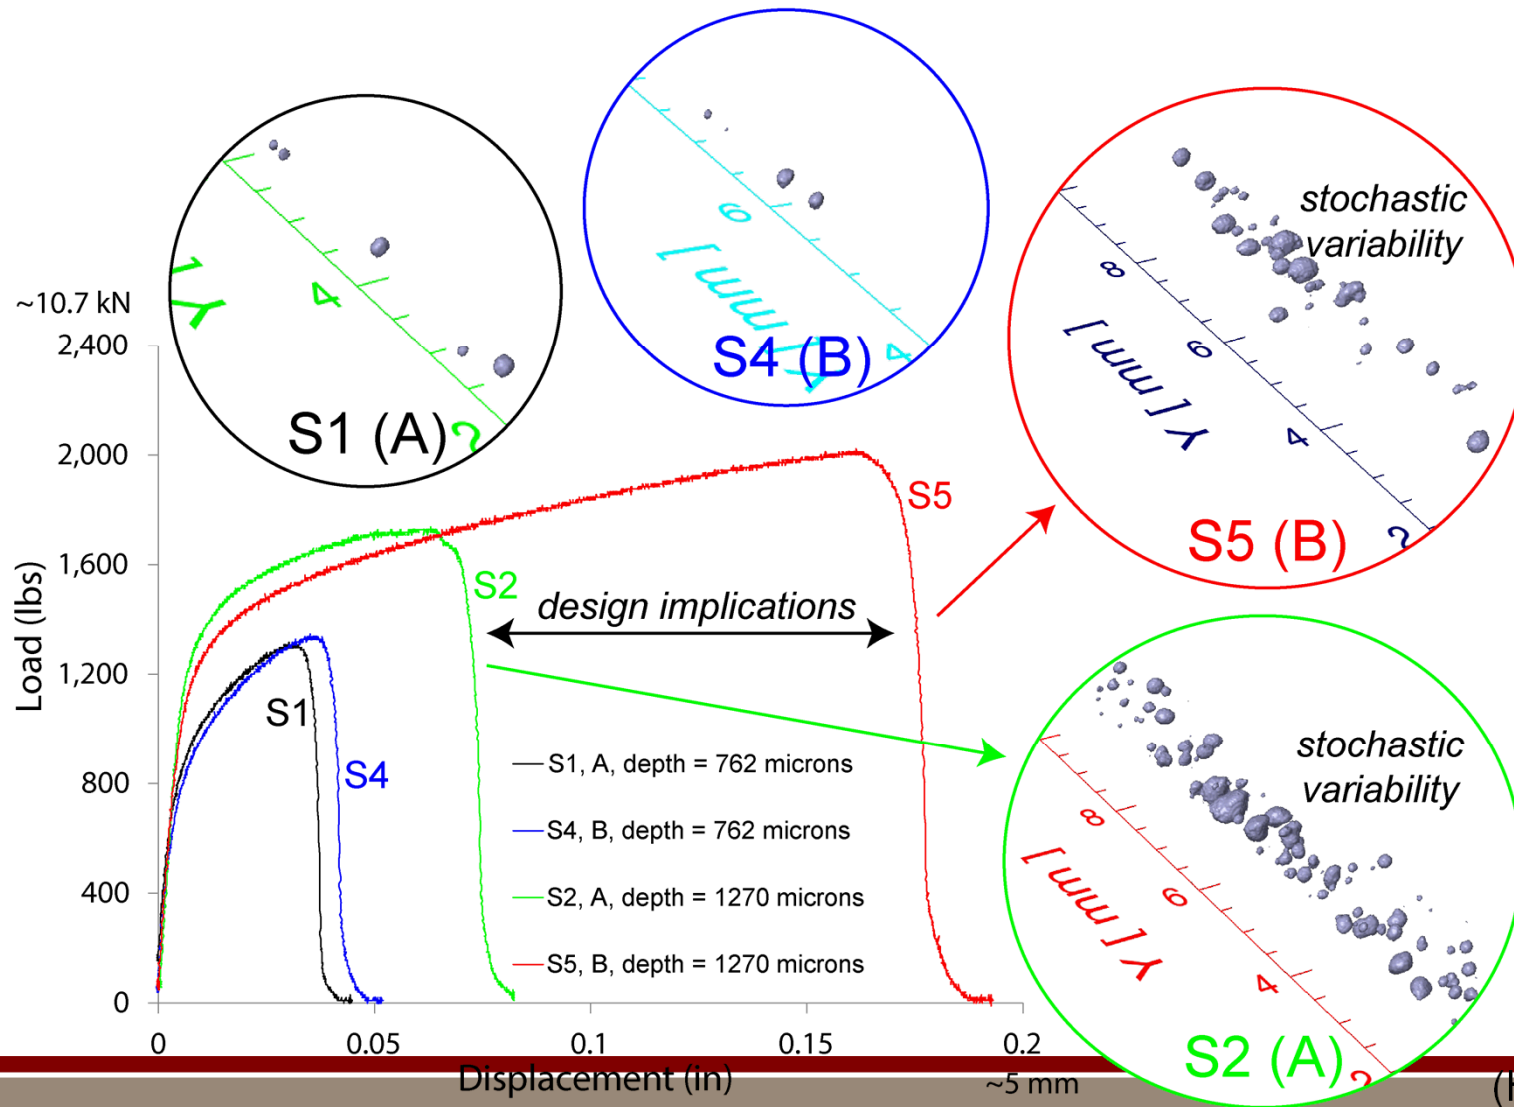 ~10.7 kN
2,400
2,000
1,600
1,200
800
400
0
Load (lbs)
0
0.05
0.1
0.15
0.2
Displacement (in)
~5 mm
1
Y
4
2
S1 (A)
6
[mm]
Y
4
S4 (B)
stochastic
variability
8
6
4
2
Y [mm]
S5 (B)
S5
S2
design implications
S1
S4
S1, A, depth = 762 microns
S4, B, depth = 762 microns
S2, A, depth = 1270 microns
S5, B, depth = 1270 microns
stochastic
variability
8
6
4
2
Y [mm]
S2 (A)